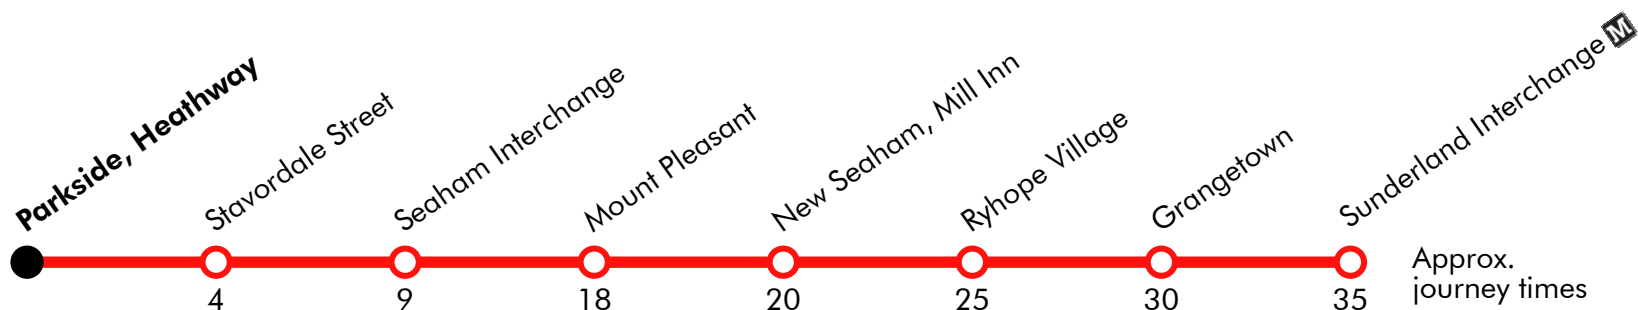 Parkside, Heathway
Stavordale Street
Seaham Interchange
Mount Pleasant
New Seaham, Mill Inn
Ryhope Village
Grangetown
Sunderland Interchange M
4
9
18
20
25
30
35
Approx.
journey times